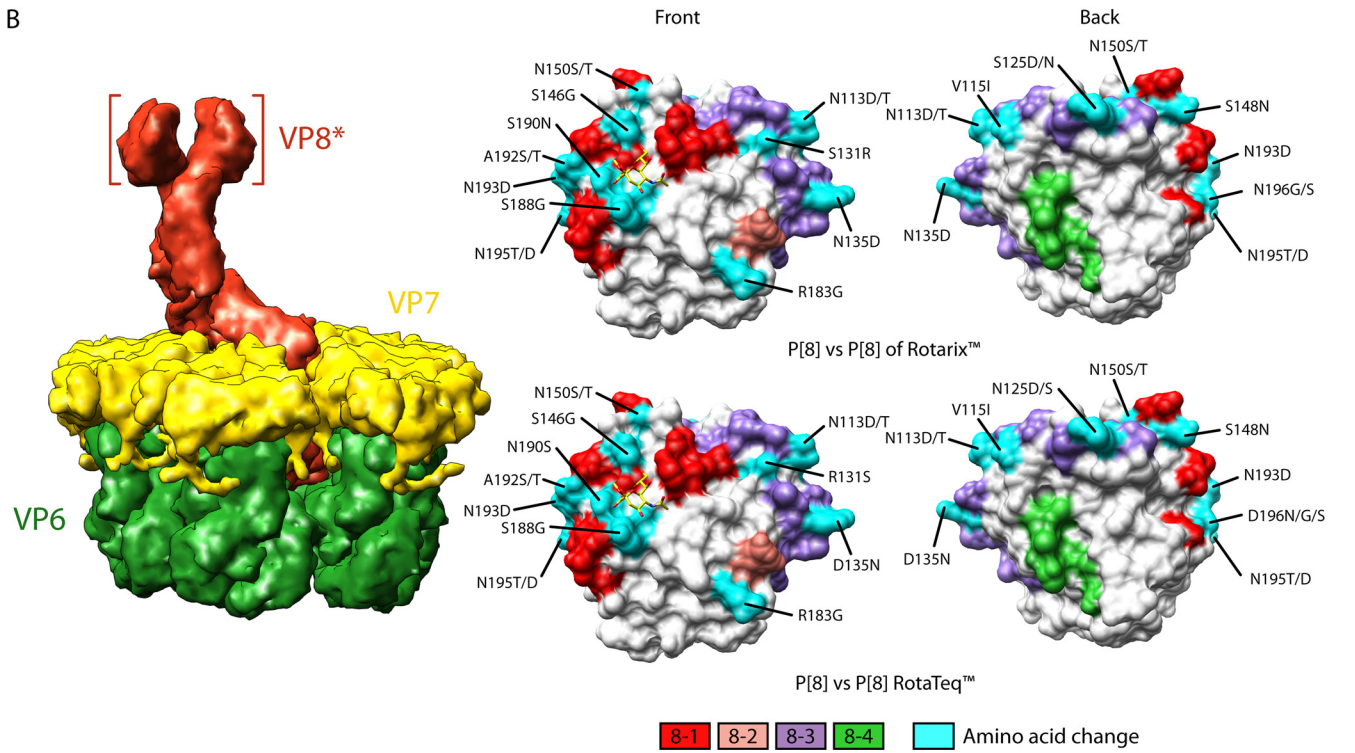 B
Front
Back
VP8*
VP7
VP6
N150S/T
S146G
S190N
A192S/T
N193D
S188G
N195T/D
N113D/T
S131R
N135D
R183G
N150S/T
S125D/N
V115I
N113D/T
N135D
S148N
N193D
N196G/S
N195T/D
P[8] vs P[8] of Rotarix™
N150S/T
S146G
N190S
A192S/T
N193D
S188G
N195T/D
N113D/T
R131S
D135N
R183G
N150S/T
N125D/S
V115I
N113D/T
D135N
S148N
N193D
D196N/G/S
N195T/D
P[8] vs P[8] RotaTeq™
8-1 8-2 8-3 8-4 Amino acid change